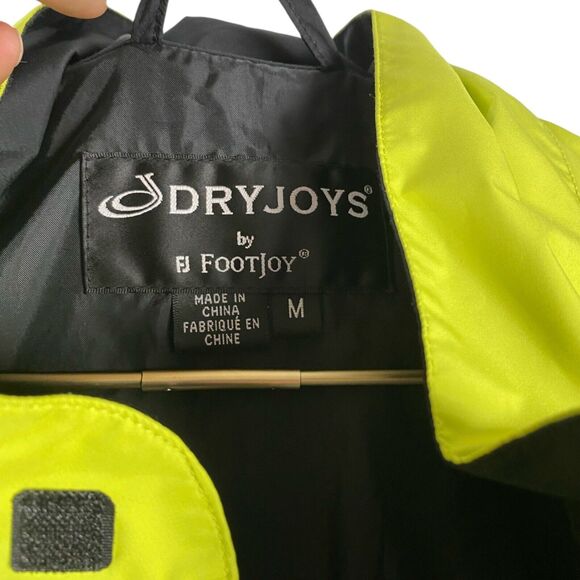 DRYJOYS®
by
FJ FOOTJOY®
MADE IN
CHINA
FABRIQUÉ EN
CHINE
M